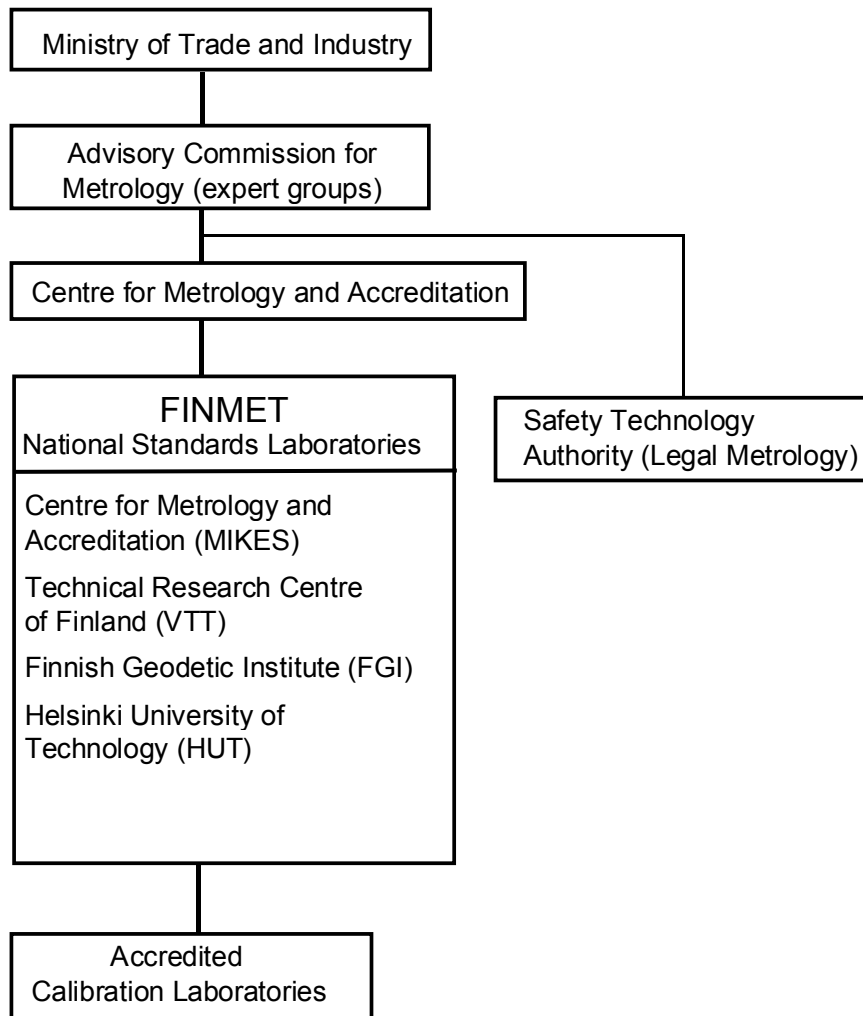 Ministry of Trade and Industry
Advisory Commission for
Metrology (expert groups)
Centre for Metrology and Accreditation
FINMET
National Standards Laboratories
Centre for Metrology and
Accreditation (MIKES)
Technical Research Centre
of Finland (VTT)
Finnish Geodetic Institute (FGI)
Helsinki University of
Technology (HUT)
Safety Technology
Authority (Legal Metrology)
Accredited
Calibration Laboratories